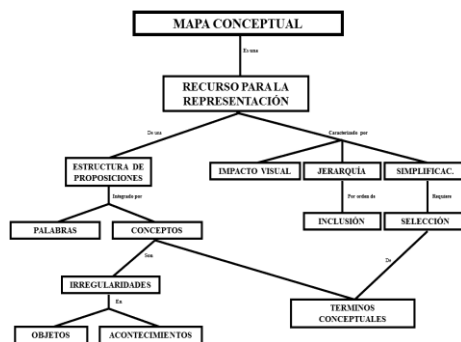 MAPA CONCEPTUAL
Es una
RECURSO PARA LA
REPRESENTACIÓN
De una
Caracterizado por
ESTRUCTURA DE
PROPOSICIONES
IMPACTO VISUAL
JERARQUÍA
SIMPLIFICAC.
Integrado por
Por orden de
Requiere
PALABRAS
CONCEPTOS
INCLUSIÓN
SELECCIÓN
Son
De
IRREGULARIDADES
En
TERMINOS
CONCEPTUALES
OBJETOS
ACONTECIMIENTOS